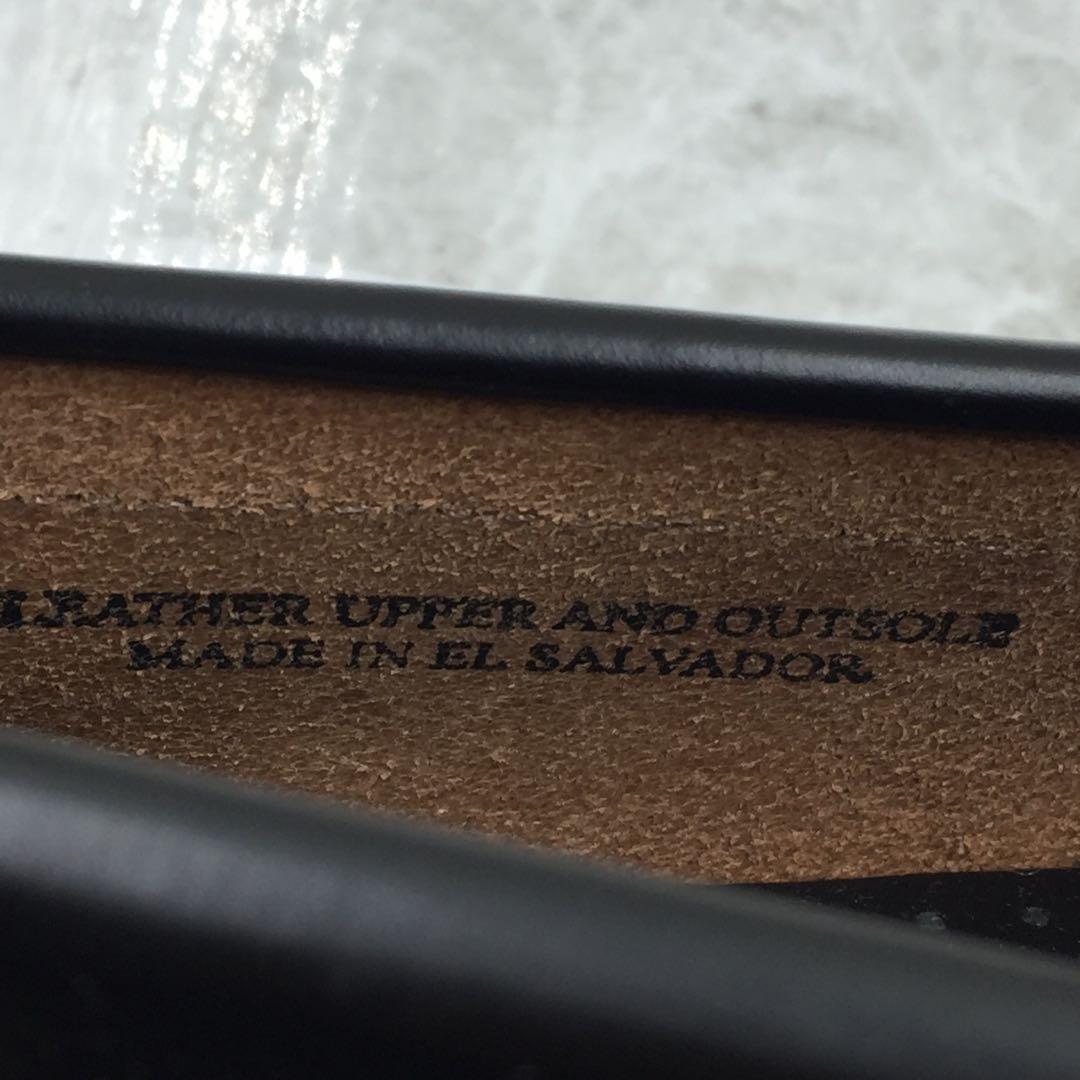 LEATHER UPPER AND OUTSOLE
MADE IN EL SALVADOR